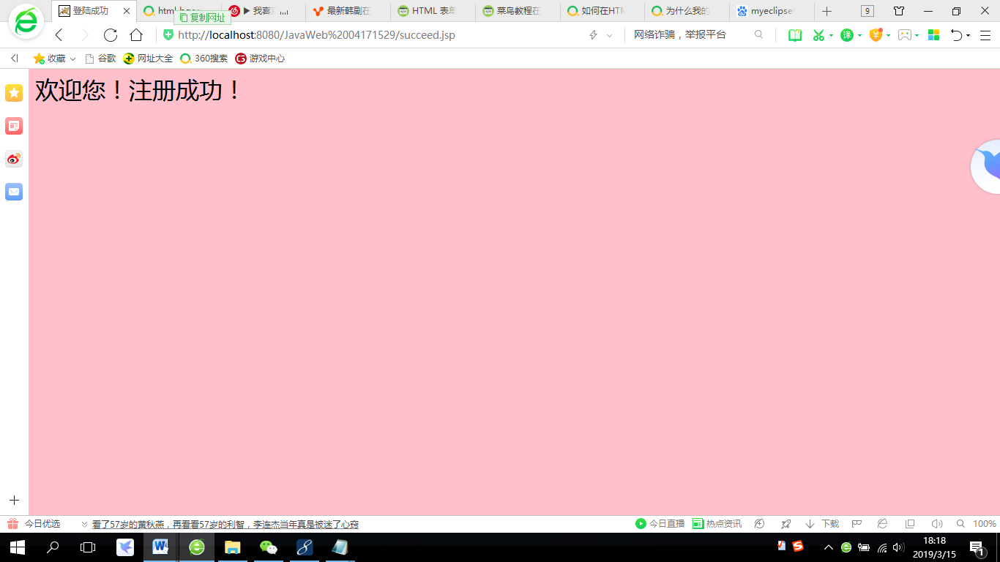 登陆成功
复制网址
我喜
最新韩剧在
HTML 表单
菜鸟教程在
如何在HTM
为什么我的
myeclipse
9
http://localhost:8080/JavaWeb%2004171529/succeed.jsp
网络诈骗，举报平台
译
收藏
谷歌
网址大全
360搜索
游戏中心
欢迎您！注册成功！
今日优选
看了57岁的黄秋燕，再看看57岁的利智，李连杰当年真是被迷了心窍
今日直播
热点资讯
下载
100%
18:18
2019/3/15
1